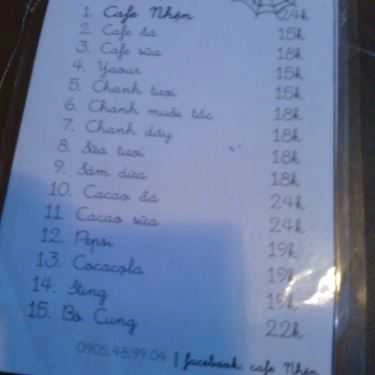 1. Cafe Nhện 24k
2. Cafe đá 15k
3. Cafe sữa 18k
4. Yaour 15k
5. Chanh tươi 15k
6. Chanh muối tắc 18k
7. Chanh dây 18k
8. Sữa tươi 18k
9. Sâm dứa 18k
10. Cacao đá 24k
11. Cacao sữa 24k
12. Pepsi 19k
13. Cocacola 19k
14. Sting 19k
15. Bò Cụng 22k
0905.48.99.04 | facebook: cafe Nhện